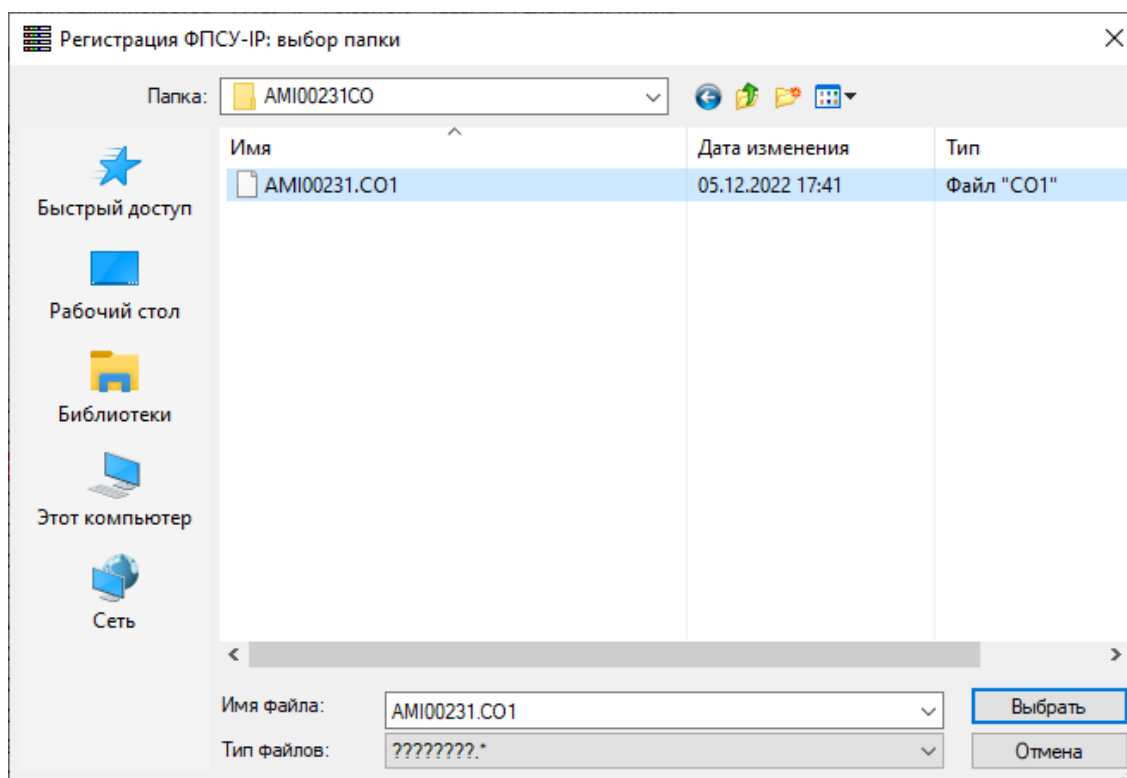 Регистрация ФПСУ-IP: выбор папки
Папка: AMI00231CO
Имя Дата изменения Тип
AMI00231.CO1 05.12.2022 17:41 Файл "CO1"
Быстрый доступ
Рабочий стол
Библиотеки
Этот компьютер
Сеть
Имя файла: AMI00231.CO1 Выбрать
Тип файлов: ????????.* Отмена